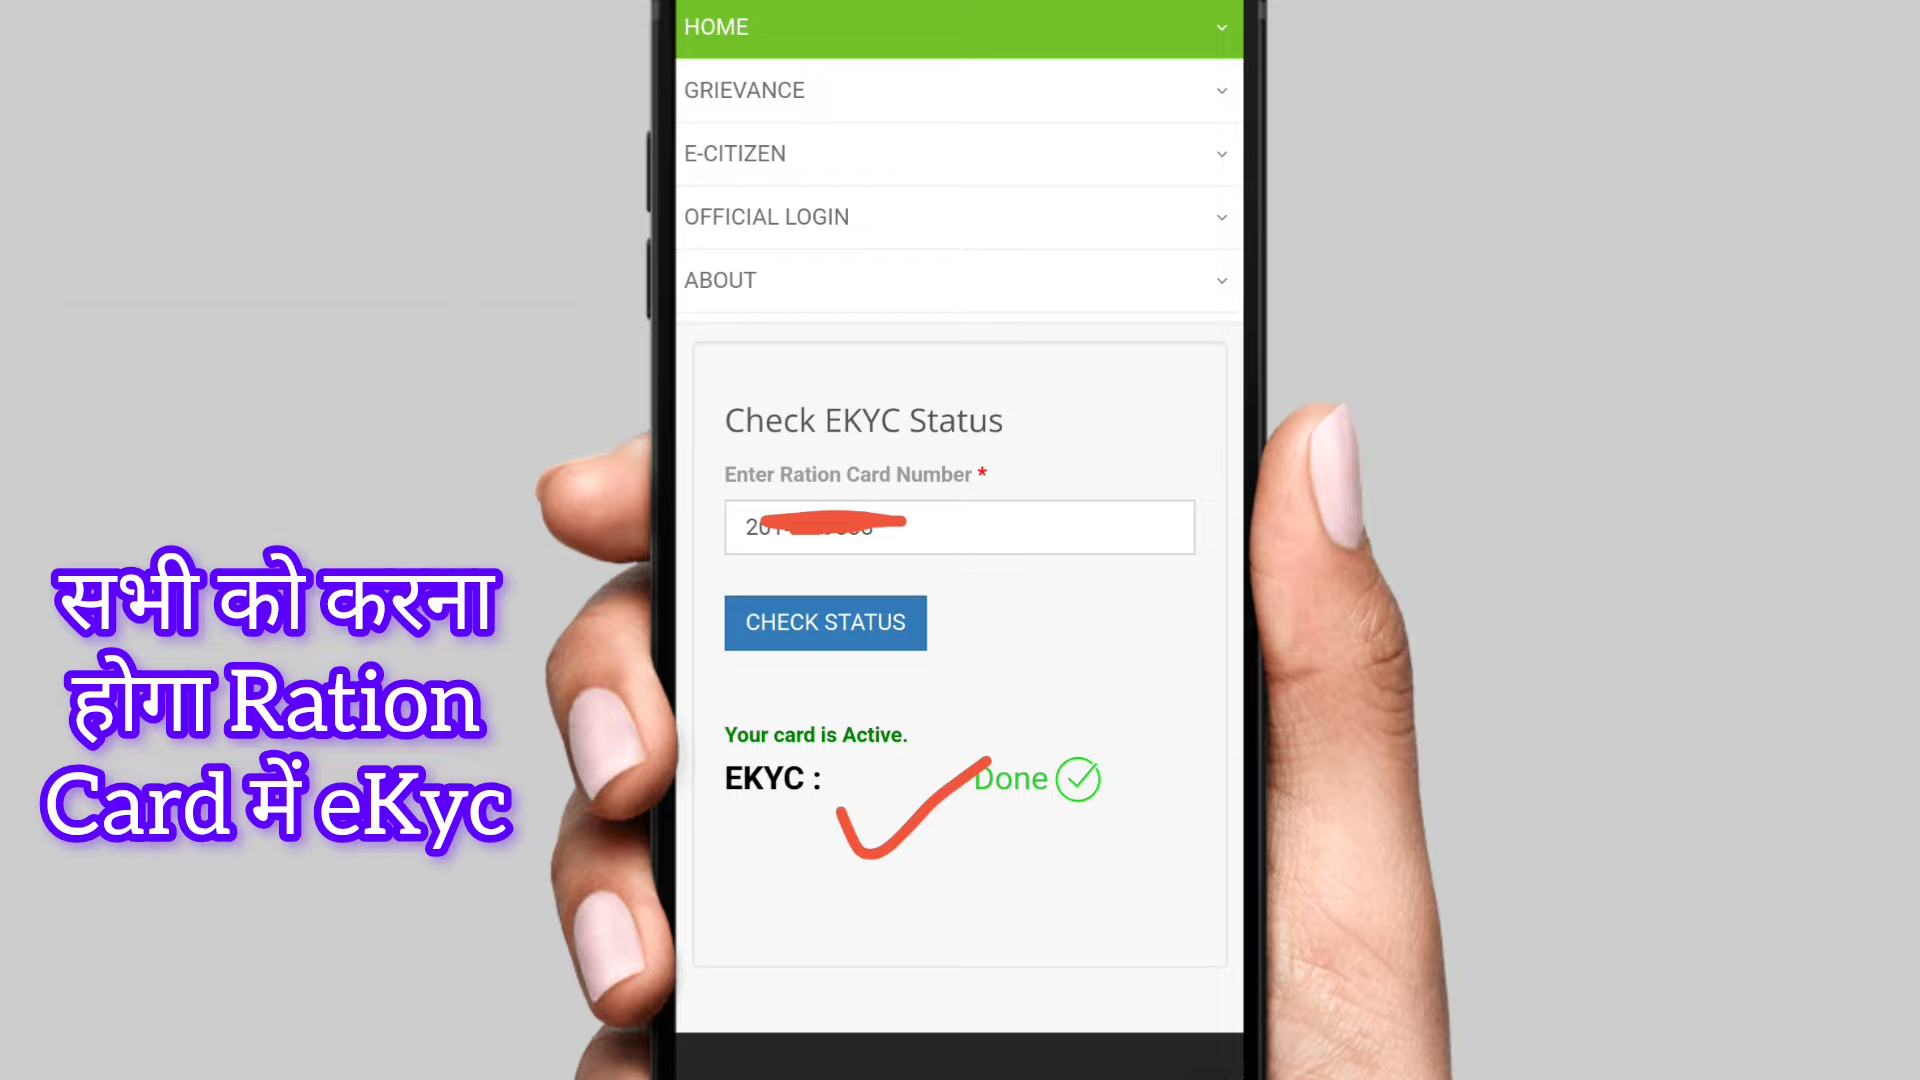 HOME
GRIEVANCE
E-CITIZEN
OFFICIAL LOGIN
ABOUT
Check EKYC Status
Enter Ration Card Number *
CHECK STATUS
Your card is Active.
EKYC : Done
सभी को करना
होगा Ration
Card में eKyc